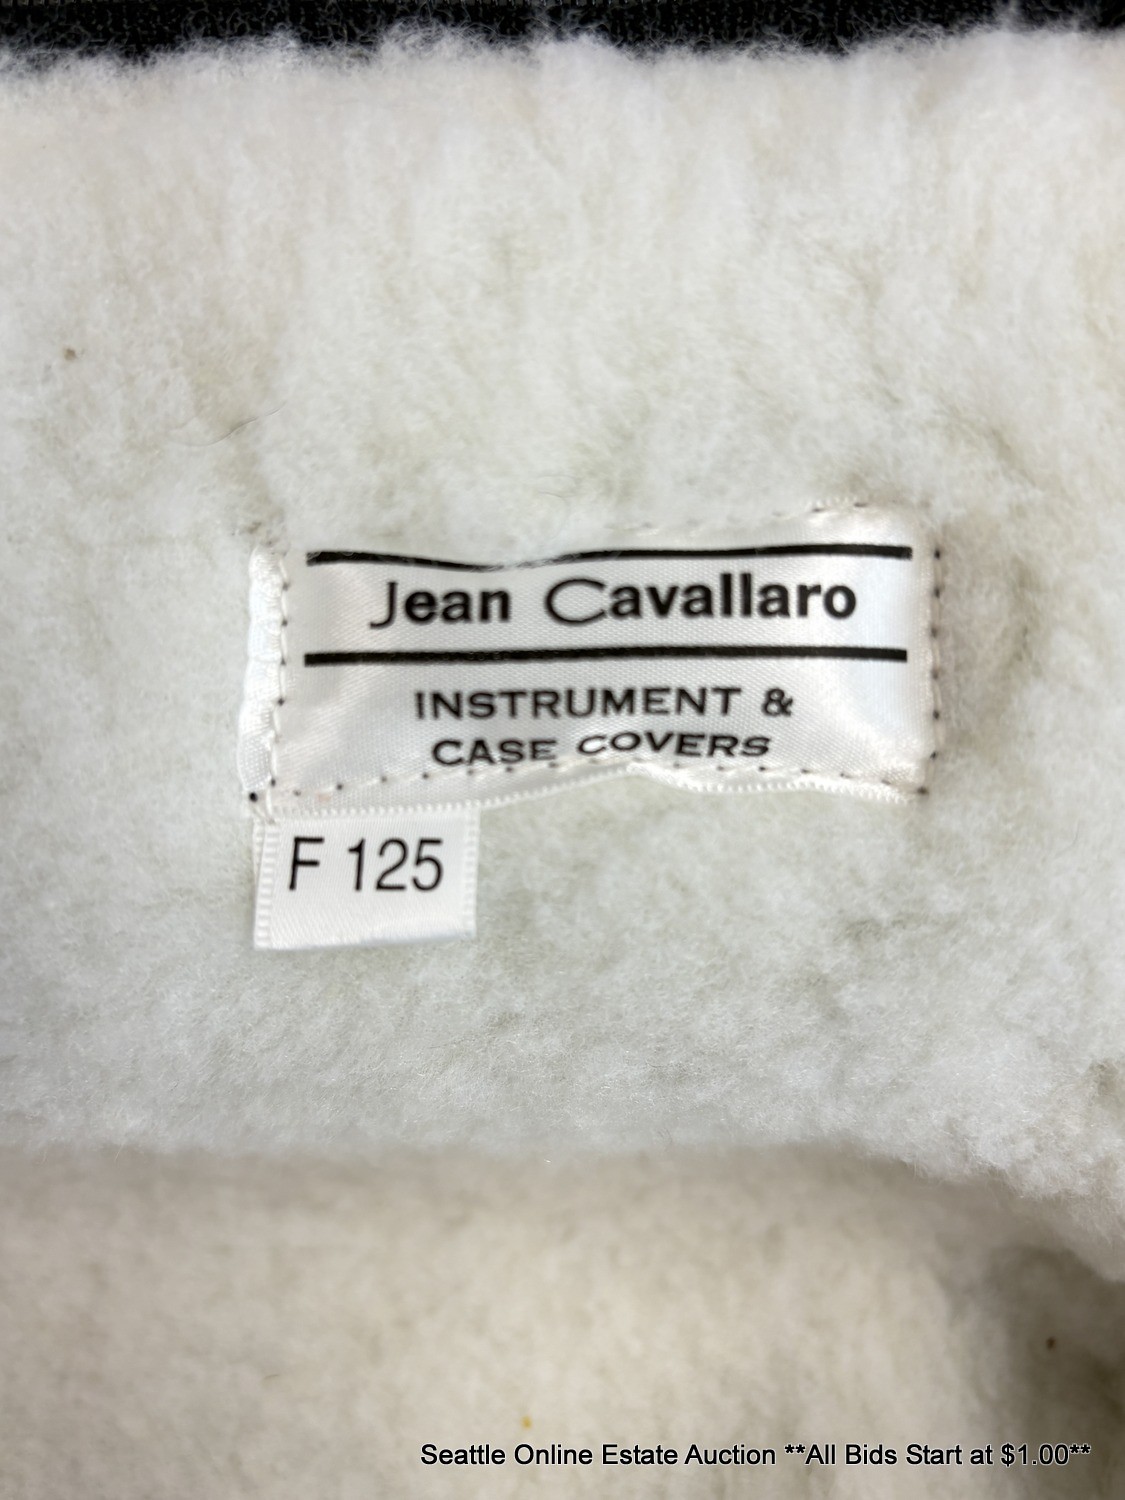 Jean Cavallaro
INSTRUMENT &
CASE COVERS
F 125
Seattle Online Estate Auction **All Bids Start at $1.00**